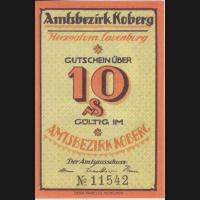 Amtsbezirk Koberg
Herzogtum Lauenburg
GUTSCHEIN ÜBER
10
GÜLTIG IM
AMTSBEZIRK KOBERG
Der Amtsausschuss
№ 11542